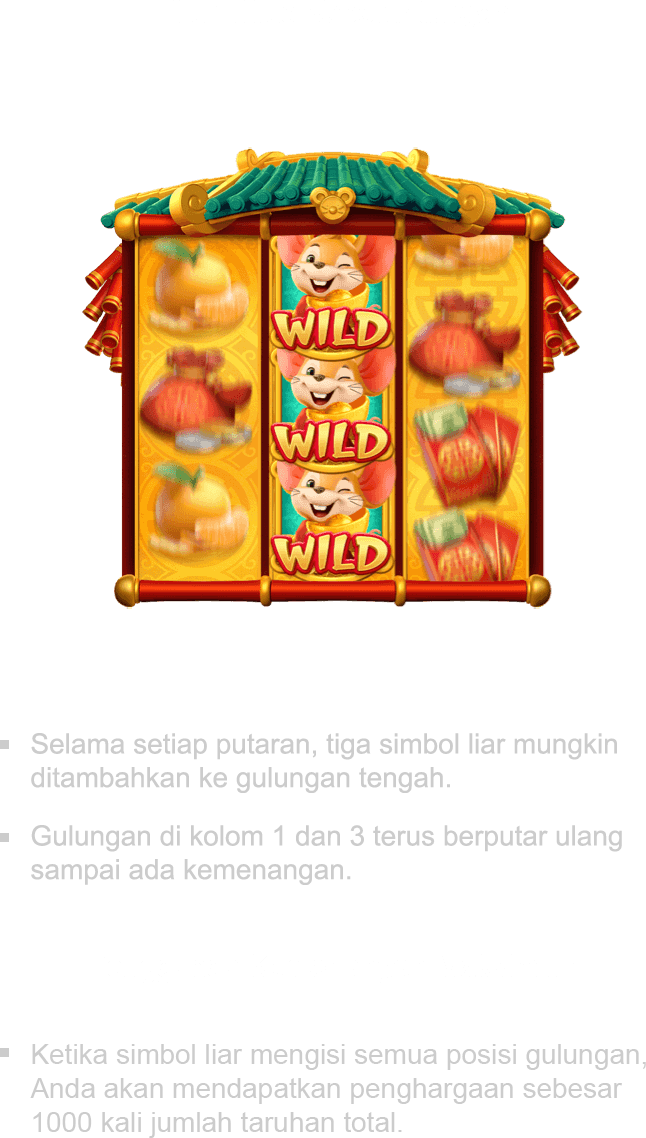 WILD
WILD
WILD
Selama setiap putaran, tiga simbol liar mungkin
ditambahkan ke gulungan tengah.
Gulungan di kolom 1 dan 3 terus berputar ulang
sampai ada kemenangan.
Ketika simbol liar mengisi semua posisi gulungan,
Anda akan mendapatkan penghargaan sebesar
1000 kali jumlah taruhan total.